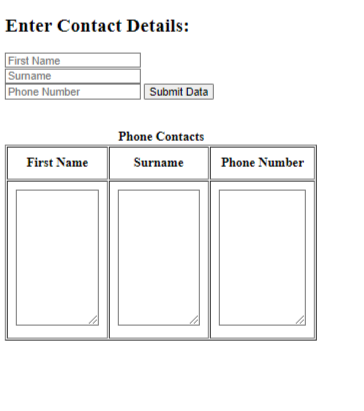 Enter Contact Details:
First Name
Surname
Phone Number Submit Data
Phone Contacts
First Name Surname Phone Number